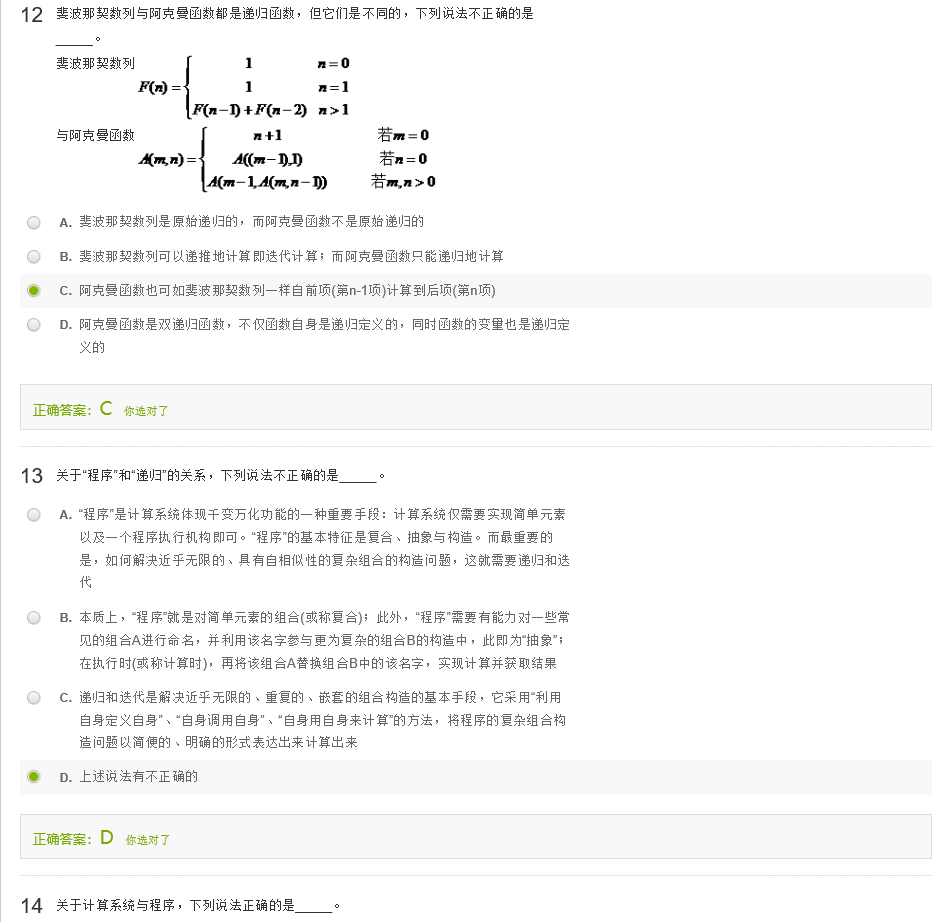 12 斐波那契数列与阿克曼函数都是递归函数，但它们是不同的，下列说法不正确的是
_____。
斐波那契数列
F(n) = { 1 n = 0
1 n = 1
F(n−1) + F(n−2) n > 1
与阿克曼函数
A(m,n) = { n +1 若m = 0
A((m−1),1) 若n = 0
A(m−1,A(m,n−1)) 若m,n > 0
A. 斐波那契数列是原始递归的，而阿克曼函数不是原始递归的
B. 斐波那契数列可以递推地计算即迭代计算；而阿克曼函数只能递归地计算
C. 阿克曼函数也可如斐波那契数列一样自前项(第n-1项)计算到后项(第n项)
D. 阿克曼函数是双递归函数，不仅函数自身是递归定义的，同时函数的变量也是递归定
义的
正确答案：C 你选对了
13 关于“程序”和“递归”的关系，下列说法不正确的是_____。
A. “程序”是计算系统体现千变万化功能的一种重要手段：计算系统仅需要实现简单元素
以及一个程序执行机构即可。“程序”的基本特征是复合、抽象与构造。而最重要的
是，如何解决近乎无限的、具有自相似性的复杂组合的构造问题，这就需要递归和迭
代
B. 本质上，“程序”就是对简单元素的组合(或称复合)；此外，“程序”需要有能力对一些常
见的组合A进行命名，并利用该名字参与更为复杂的组合B的构造中，此即为“抽象”；
在执行时(或称计算时)，再将该组合A替换组合B中的该名字，实现计算并获取结果
C. 递归和迭代是解决近乎无限的、重复的、嵌套的组合构造的基本手段，它采用“利用
自身定义自身”、“自身调用自身”、“自身用自身来计算”的方法，将程序的复杂组合构
造问题以简便的、明确的形式表达出来计算出来
D. 上述说法有不正确的
正确答案：D 你选对了
14 关于计算系统与程序，下列说法正确的是_____。